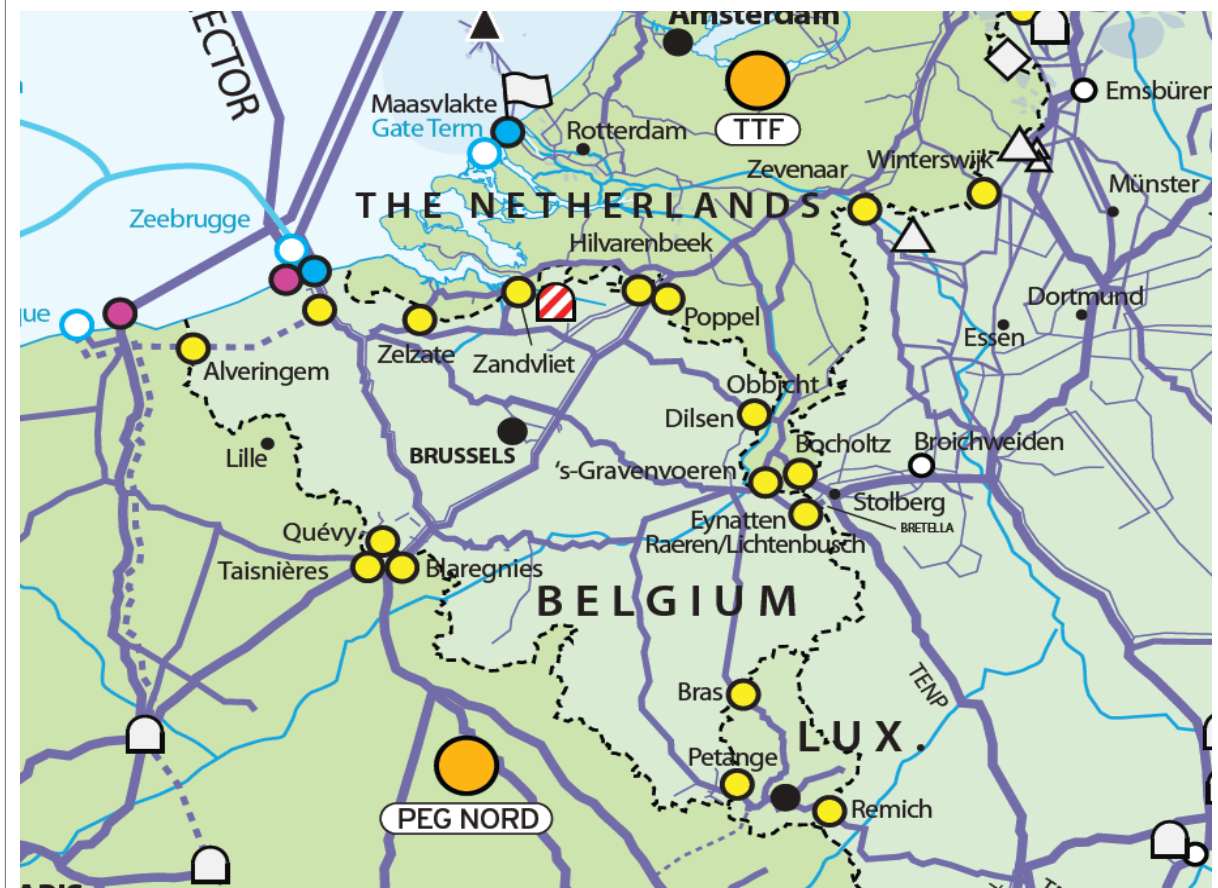 Amsterdam
ECTOR
Emsbüren
Maasvlakte
Gate Term
TTF
Rotterdam
Zevenaar
Winterswijk
Münster
THE NETHERLANDS
Zeebrugge
Hilvarenbeek
Dortmund
ue
Poppel
Essen
Zelzate
Zandvliet
Alveringem
Obbicht
Dilsen
Lille
BRUSSELS
Bocholtz
Broichweiden
's-Gravenvoeren
Stolberg
Quévy
Eynatten
BRETELLA
Raeren/Lichtenbusch
Taisnières
Blaregnies
BELGIUM
TENP
Bras
LUX.
Petange
Remich
PEG NORD